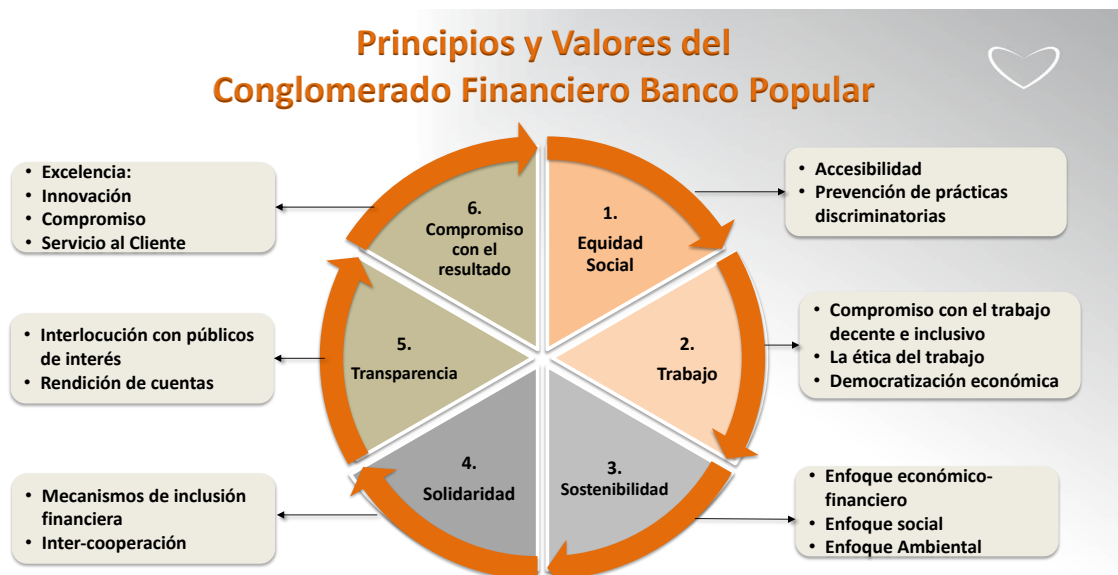 Principios y Valores del
Conglomerado Financiero Banco Popular
1.
Equidad
Social
• Accesibilidad
• Prevención de prácticas
discriminatorias
2.
Trabajo
• Compromiso con el trabajo
decente e inclusivo
• La ética del trabajo
• Democratización económica
3.
Sostenibilidad
• Enfoque económico-
financiero
• Enfoque social
• Enfoque Ambiental
4.
Solidaridad
• Mecanismos de inclusión
financiera
• Inter-cooperación
5.
Transparencia
• Interlocución con públicos
de interés
• Rendición de cuentas
6.
Compromiso
con el
resultado
• Excelencia:
• Innovación
• Compromiso
• Servicio al Cliente